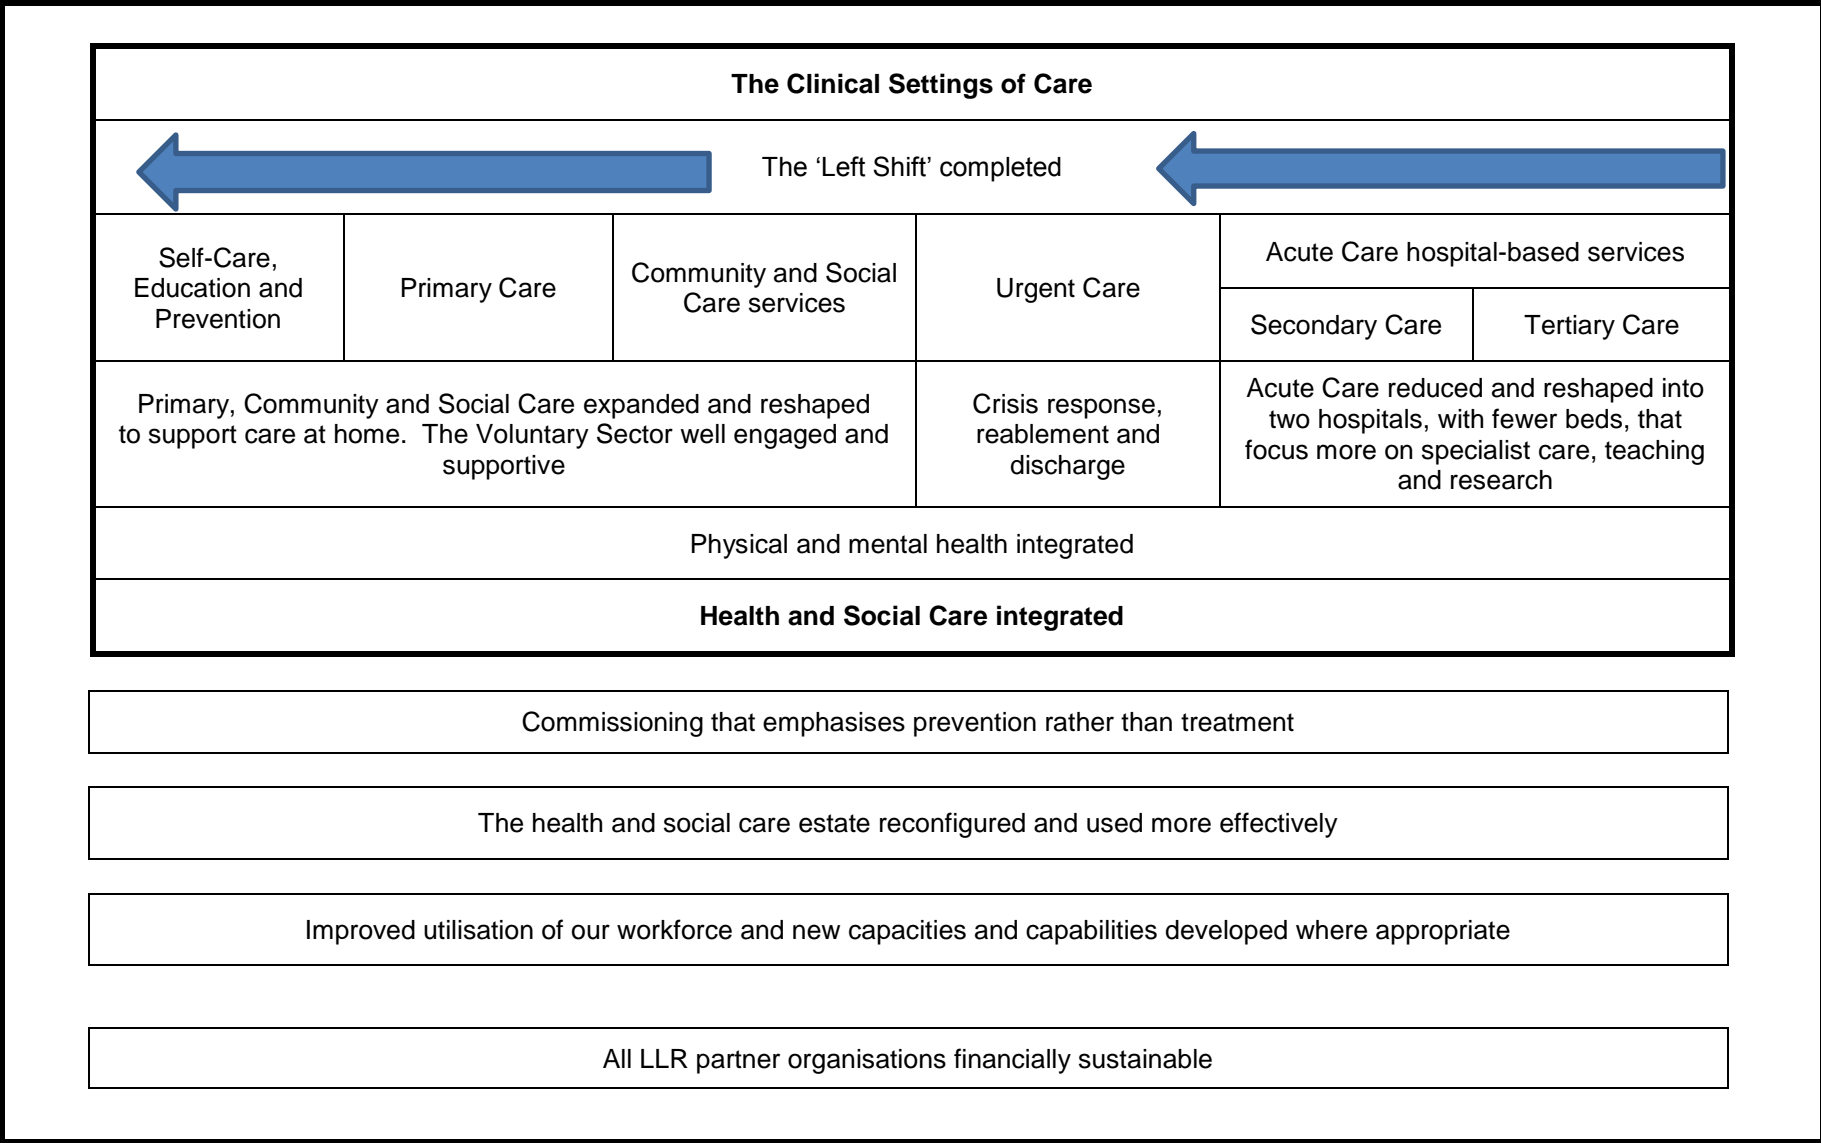 The Clinical Settings of Care
The ‘Left Shift’ completed
Self-Care,
Education and
Prevention
Primary Care
Community and Social
Care services
Urgent Care
Acute Care hospital-based services
Secondary Care
Tertiary Care
Primary, Community and Social Care expanded and reshaped
to support care at home.  The Voluntary Sector well engaged and
supportive
Crisis response,
reablement and
discharge
Acute Care reduced and reshaped into
two hospitals, with fewer beds, that
focus more on specialist care, teaching
and research
Physical and mental health integrated
Health and Social Care integrated
Commissioning that emphasises prevention rather than treatment
The health and social care estate reconfigured and used more effectively
Improved utilisation of our workforce and new capacities and capabilities developed where appropriate
All LLR partner organisations financially sustainable